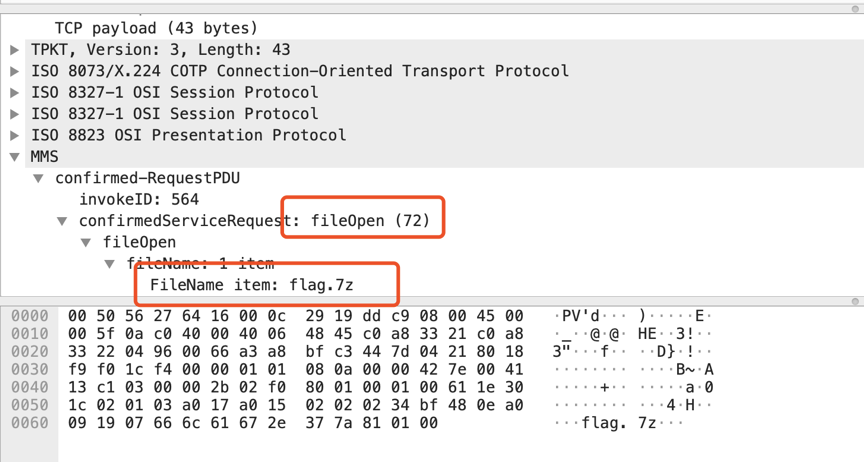 TCP payload (43 bytes)
TPKT, Version: 3, Length: 43
ISO 8073/X.224 COTP Connection-Oriented Transport Protocol
ISO 8327-1 OSI Session Protocol
ISO 8327-1 OSI Session Protocol
ISO 8823 OSI Presentation Protocol
MMS
confirmed-RequestPDU
invokeID: 564
confirmedServiceRequest: fileOpen (72)
fileOpen
fileName: 1 item
FileName item: flag.7z
0000 00 50 56 27 64 16 00 0c 29 19 dd c9 08 00 45 00 ·PV'd··· )·····E·
0010 00 5f 0a c0 40 00 40 06 48 45 c0 a8 33 21 c0 a8 ·_··@·@· HE··3!··
0020 33 22 04 96 00 66 a3 a8 bf c3 44 7d 04 21 80 18 3"···f·· ··D}·!··
0030 f9 f0 1c f4 00 00 01 01 08 0a 00 00 42 7e 00 41 ········ ····B~·A
0040 13 c1 03 00 00 2b 02 f0 80 01 00 01 00 61 1e 30 ·····+·· ·····a·0
0050 1c 02 01 03 a0 17 a0 15 02 02 02 34 bf 48 0e a0 ········ ···4·H··
0060 09 19 07 66 6c 61 67 2e 37 7a 81 01 00 ···flag. 7z···